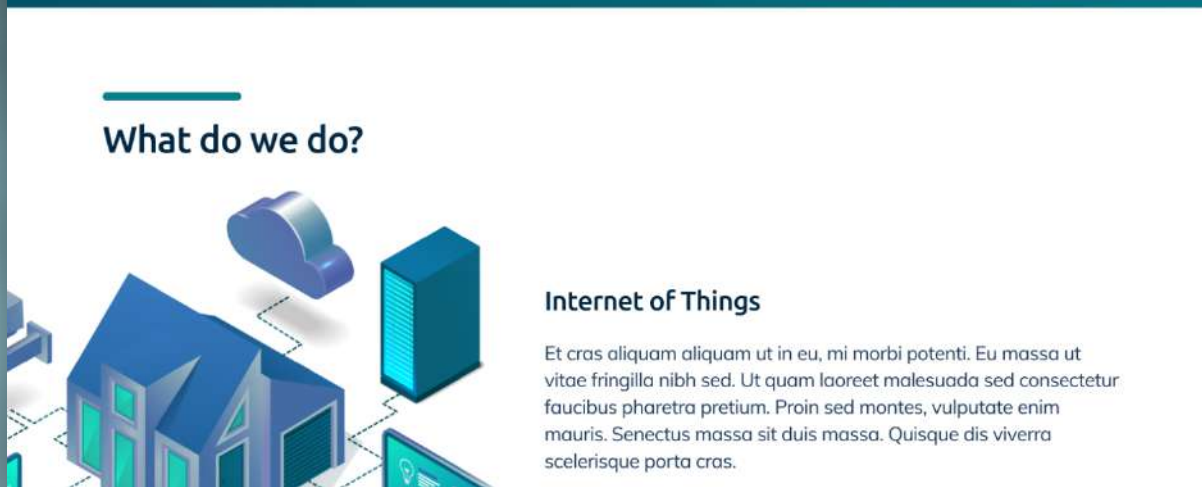 What do we do?
Internet of Things
Et cras aliquam aliquam ut in eu, mi morbi potenti. Eu massa ut
vitae fringilla nibh sed. Ut quam laoreet malesuada sed consectetur
faucibus pharetra pretium. Proin sed montes, vulputate enim
mauris. Senectus massa sit duis massa. Quisque dis viverra
scelerisque porta cras.